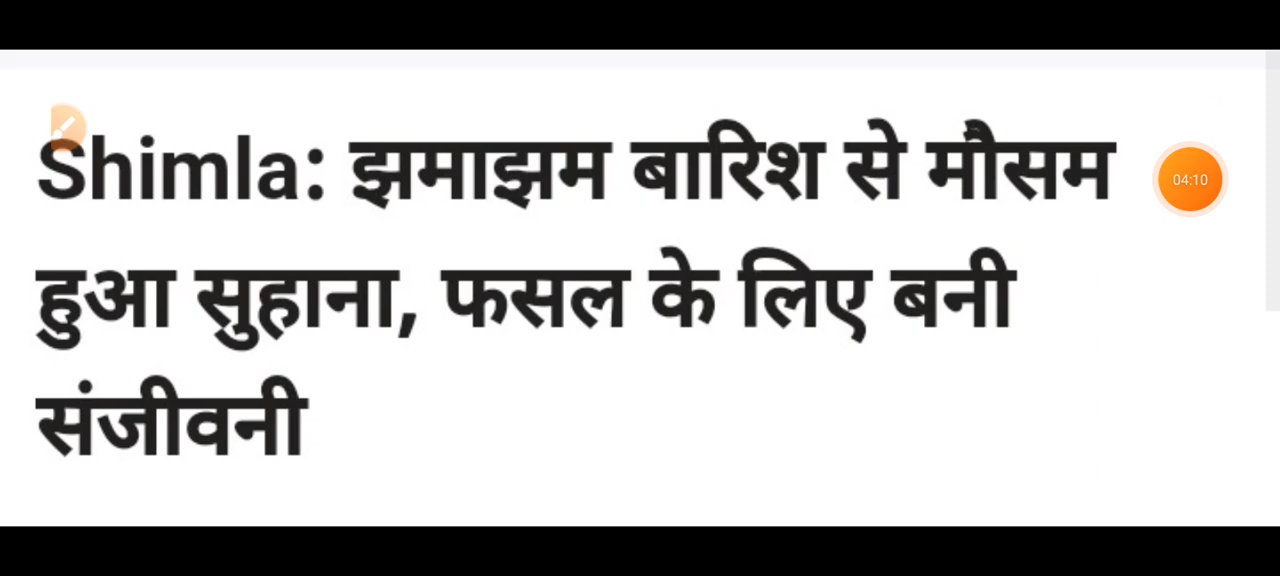 Shimla: झमाझम बारिश से मौसम
04:10
हुआ सुहाना, फसल के लिए बनी
संजीवनी